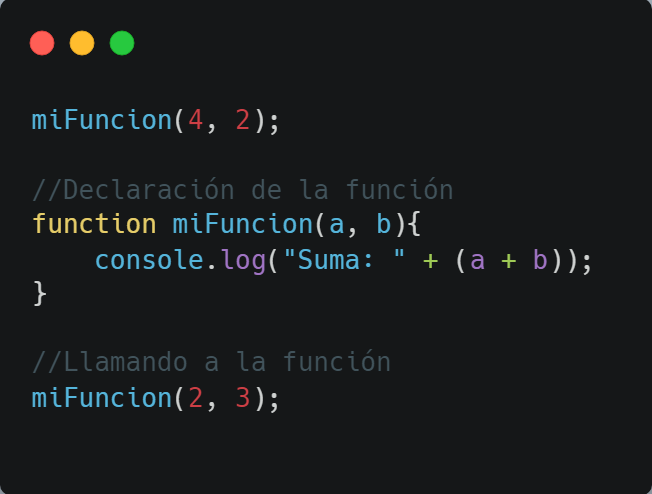 miFuncion(4, 2);
//Declaración de la función
function miFuncion(a, b){
    console.log("Suma: " + (a + b));
}
//Llamando a la función
miFuncion(2, 3);